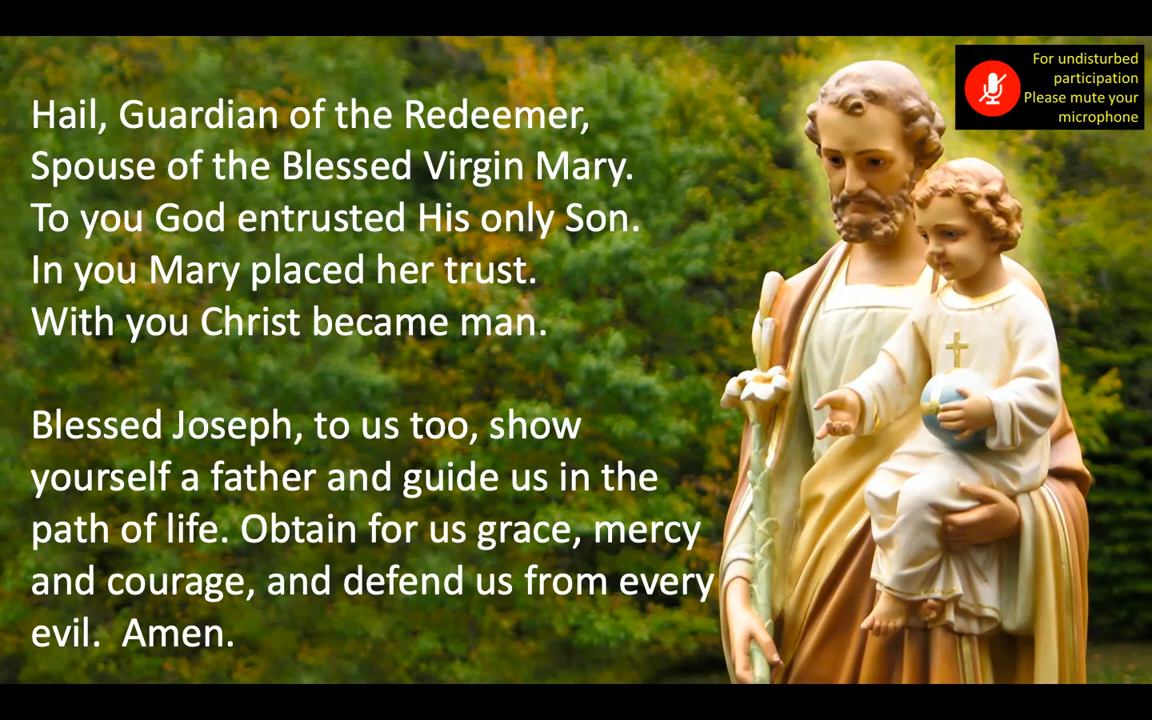 Hail, Guardian of the Redeemer,
Spouse of the Blessed Virgin Mary.
To you God entrusted His only Son.
In you Mary placed her trust.
With you Christ became man.
Blessed Joseph, to us too, show
yourself a father and guide us in the
path of life. Obtain for us grace, mercy
and courage, and defend us from every
evil.  Amen.
For undisturbed
participation
Please mute your
microphone